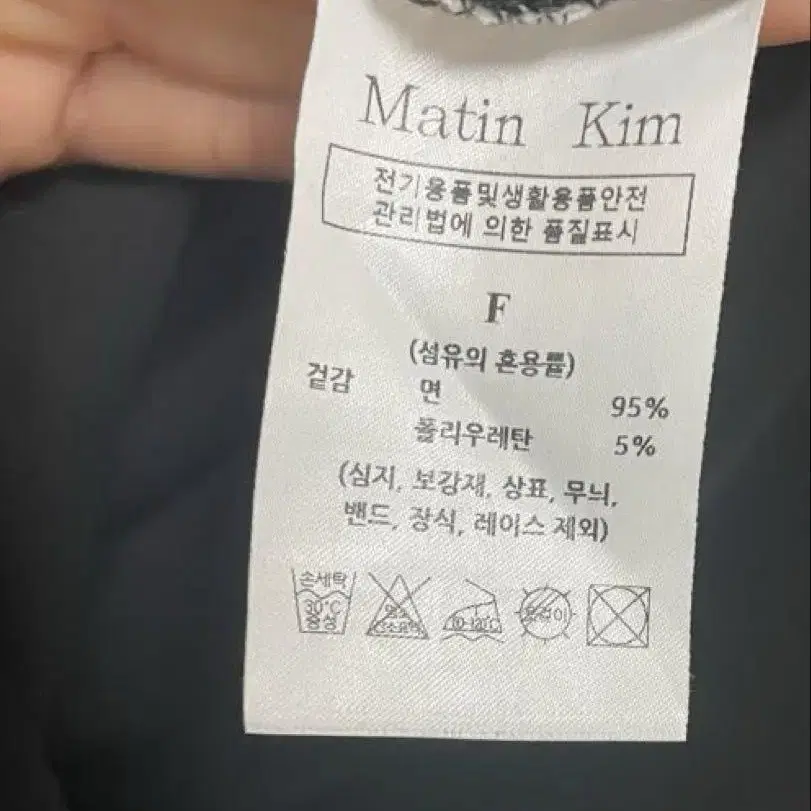 Matin Kim
전기용품및생활용품안전
관리법에 의한 품질표시
F
(섬유의 혼용률)
겉감 면 95%
폴리우레탄 5%
(심지, 보강재, 상표, 무늬,
밴드, 장식, 레이스 제외)
손세탁
30°C
중성